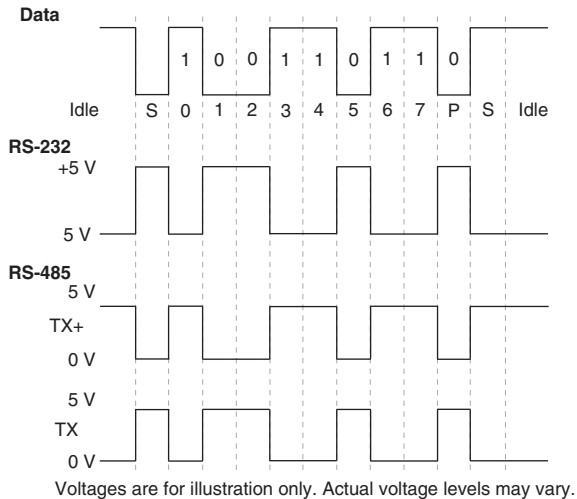 Data
1 0 0 1 1 0 1 1 0
Idle S 0 1 2 3 4 5 6 7 P S Idle
RS-232
+5 V
5 V
RS-485
5 V
TX+
0 V
5 V
TX
0 V
Voltages are for illustration only. Actual voltage levels may vary.